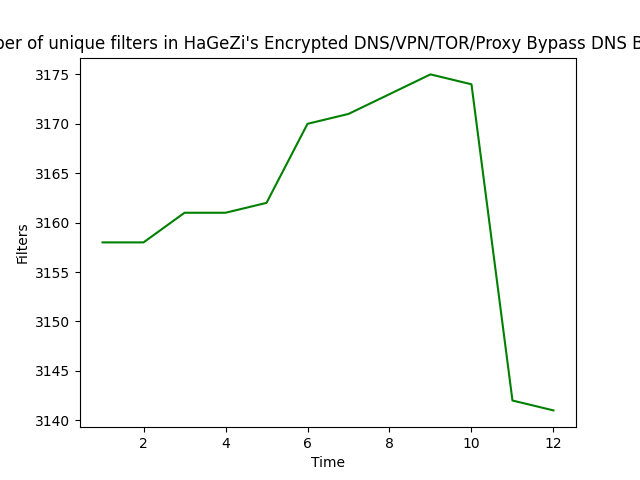 ber of unique filters in HaGeZi's Encrypted DNS/VPN/TOR/Proxy Bypass DNS B
3175
3170
3165
3160
3155
3150
3145
3140
Filters
2 4 6 8 10 12
Time